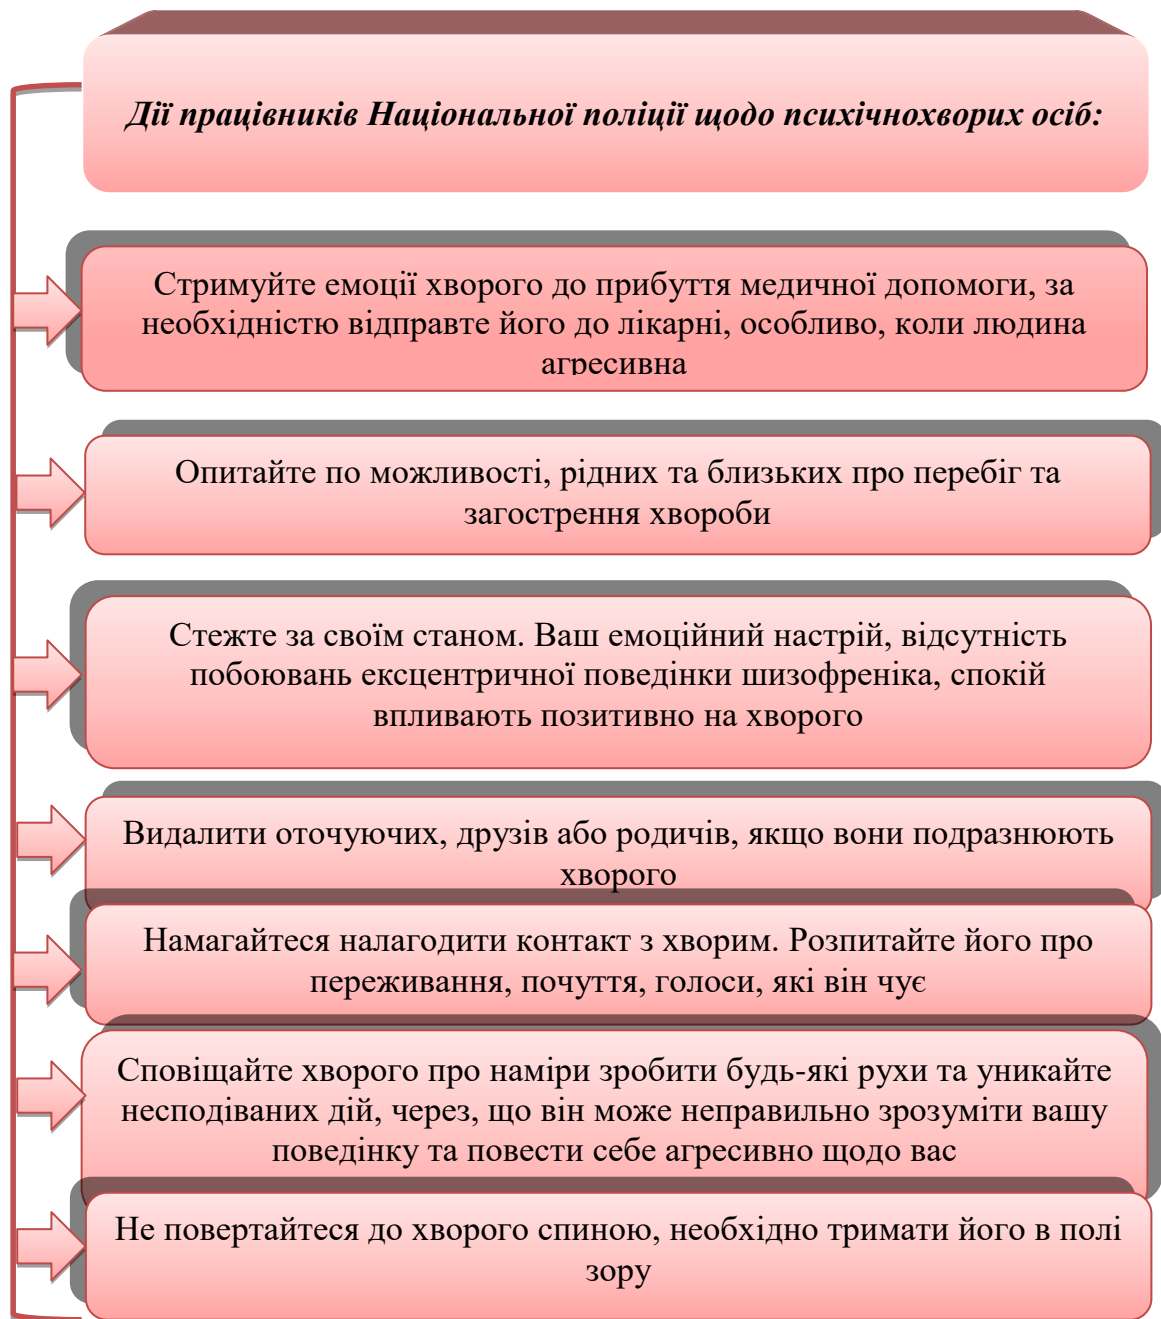 Дії працівників Національної поліції щодо психічнохворих осіб:
Стримуйте емоції хворого до прибуття медичної допомоги, за
необхідністю відправте його до лікарні, особливо, коли людина
агресивна
Опитайте по можливості, рідних та близьких про перебіг та
загострення хвороби
Стежте за своїм станом. Ваш емоційний настрій, відсутність
побоювань ексцентричної поведінки шизофреніка, спокій
впливають позитивно на хворого
Видалити оточуючих, друзів або родичів, якщо вони подразнюють
хворого
Намагайтеся налагодити контакт з хворим. Розпитайте його про
переживання, почуття, голоси, які він чує
Сповіщайте хворого про наміри зробити будь-які рухи та уникайте
несподіваних дій, через, що він може неправильно зрозуміти вашу
поведінку та повести себе агресивно щодо вас
Не повертайтеся до хворого спиною, необхідно тримати його в полі
зору